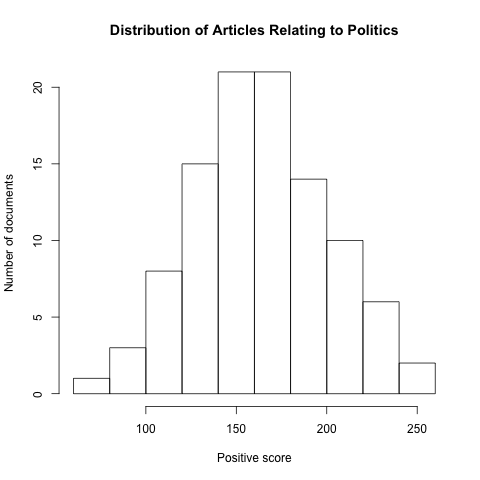 Distribution of Articles Relating to Politics
20
15
10
5
0
Number of documents
100 150 200 250
Positive score